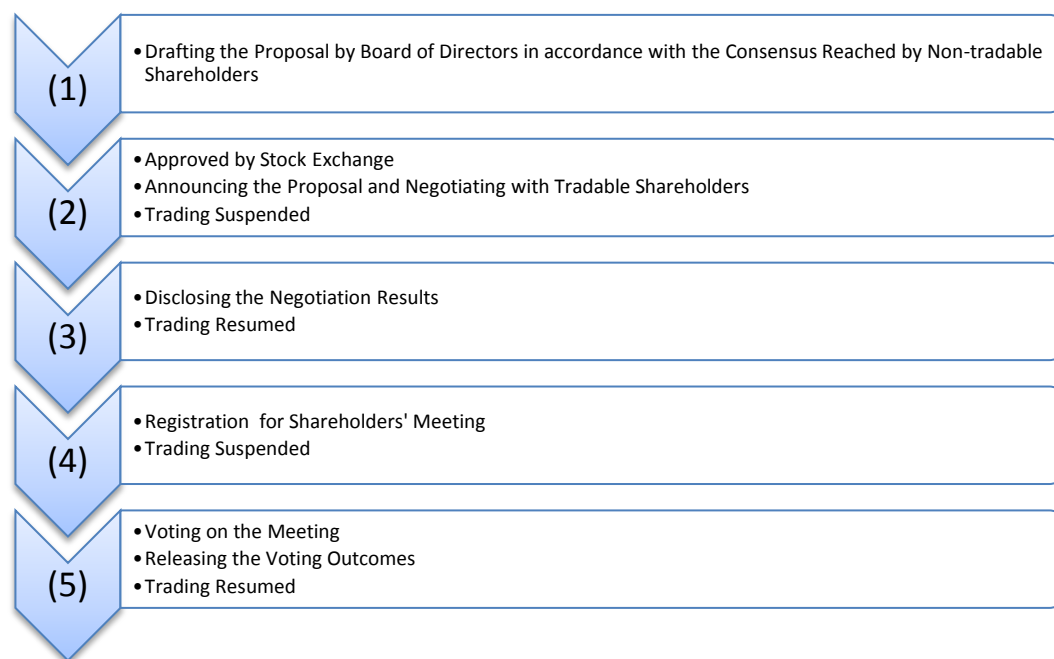 (1)
•Drafting the Proposal by Board of Directors in accordance with the Consensus Reached by Non-tradable
Shareholders
(2)
•Approved by Stock Exchange
•Announcing the Proposal and Negotiating with Tradable Shareholders
•Trading Suspended
(3)
•Disclosing the Negotiation Results
•Trading Resumed
(4)
•Registration  for Shareholders' Meeting
•Trading Suspended
(5)
•Voting on the Meeting
•Releasing the Voting Outcomes
•Trading Resumed